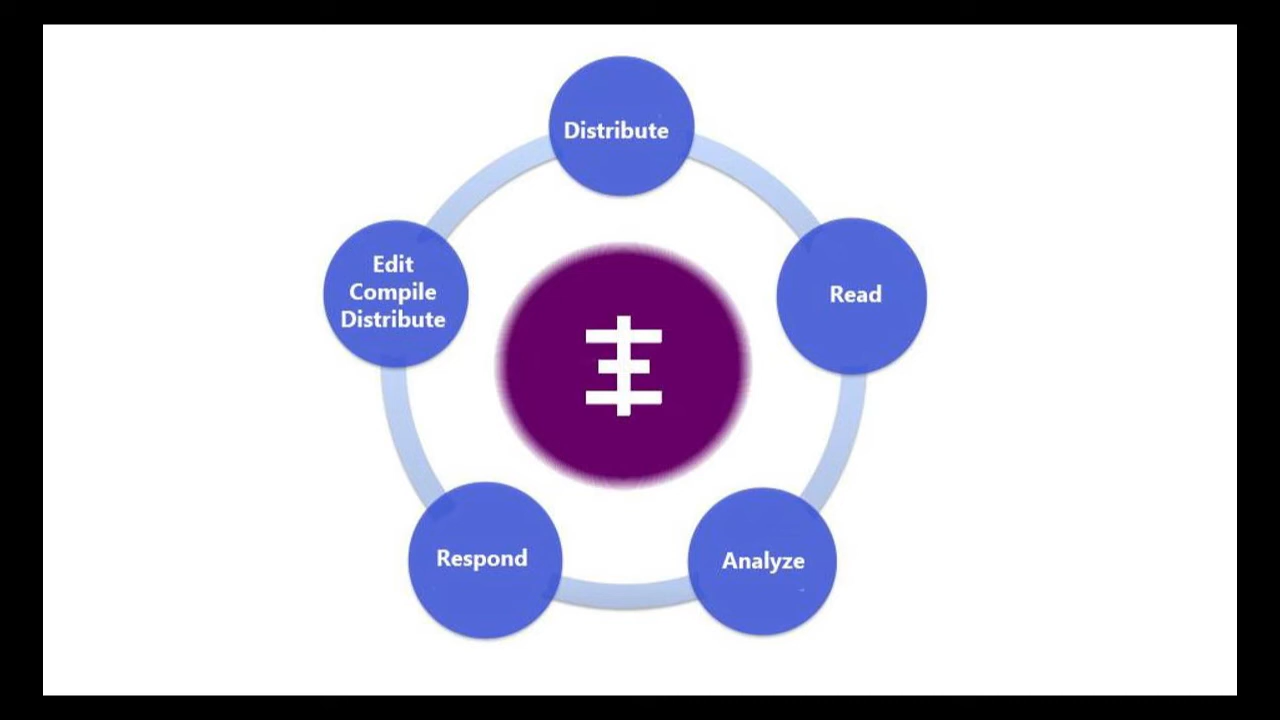 Distribute
Read
Analyze
Respond
Edit
Compile
Distribute